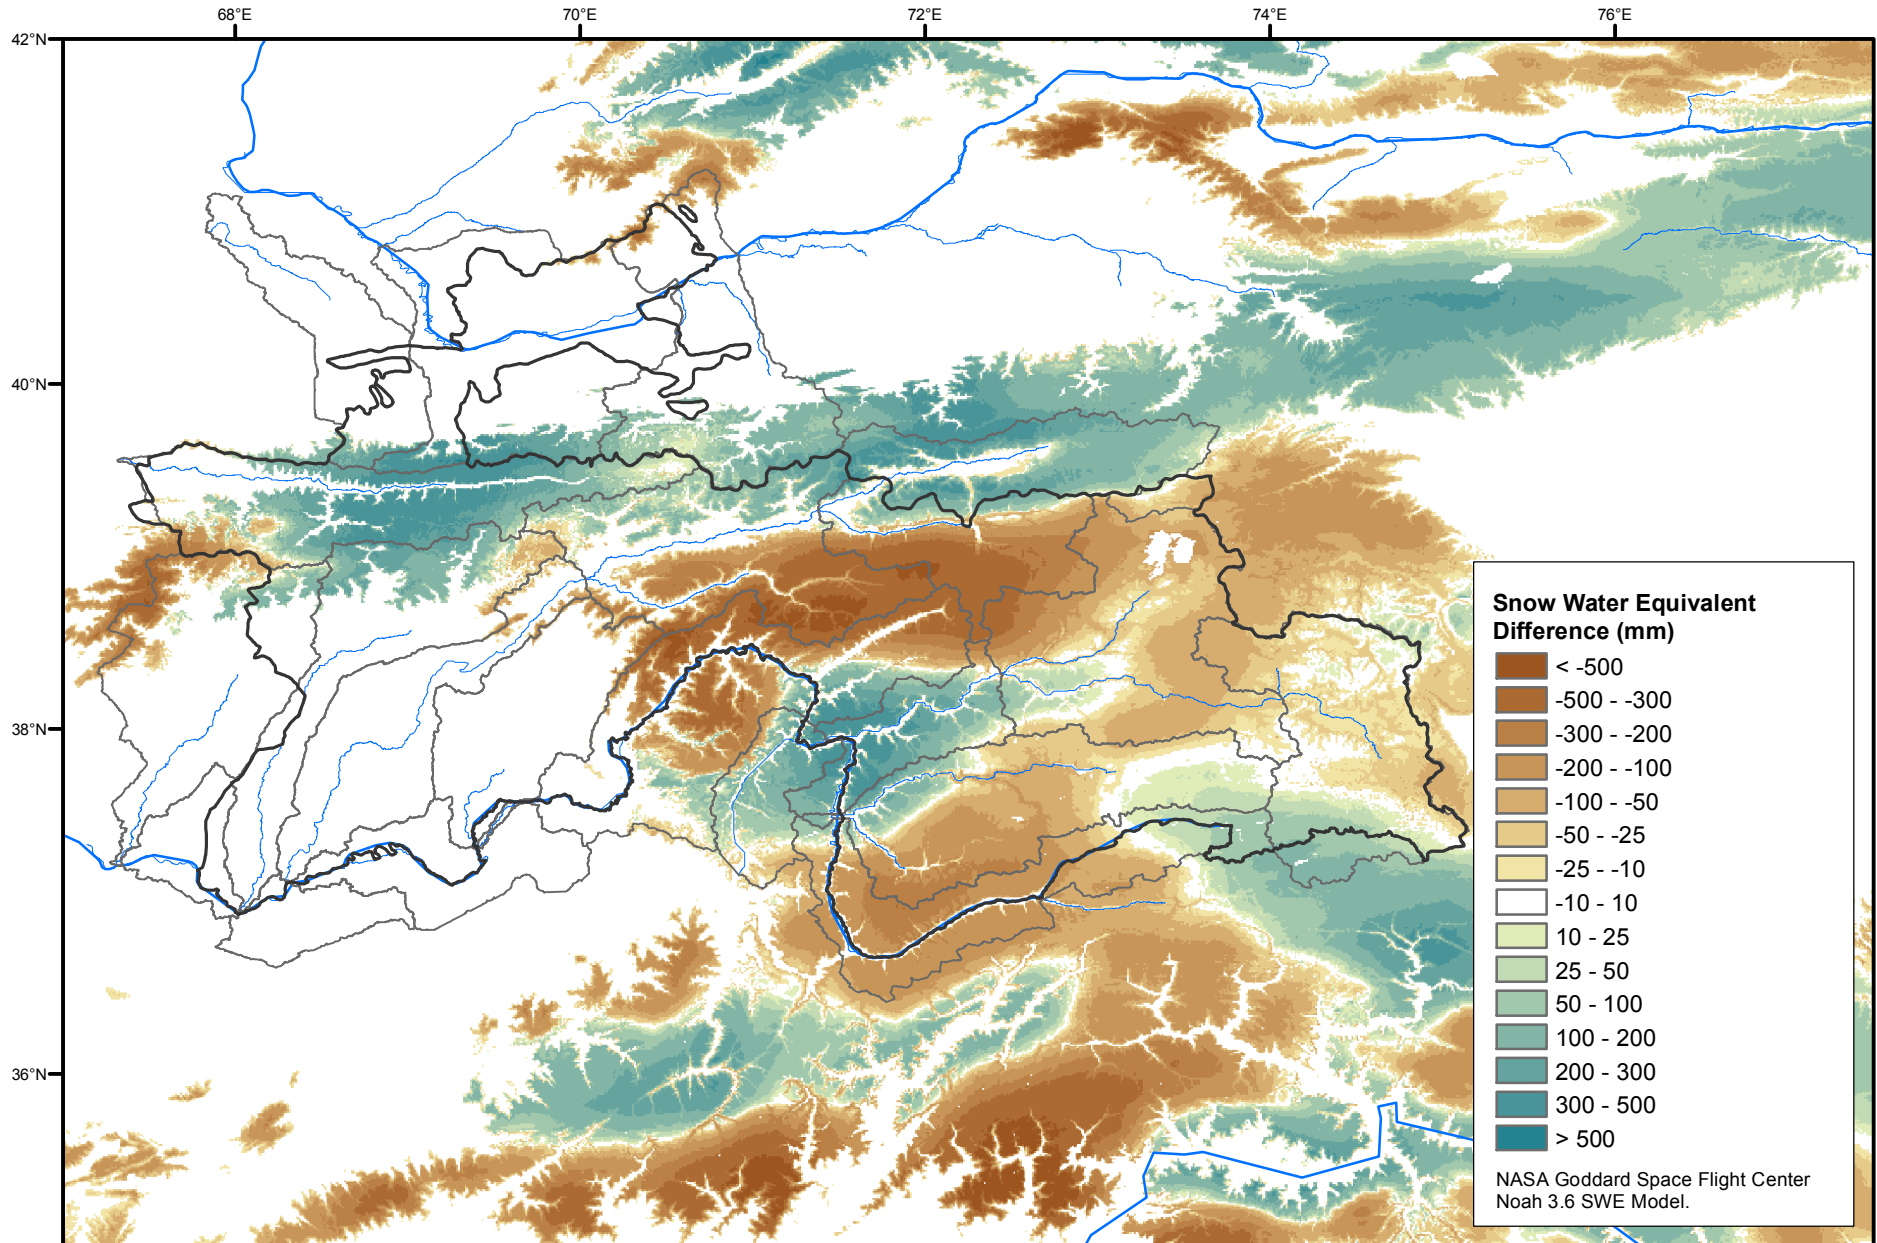 68°E
70°E
72°E
74°E
76°E
42°N
40°N
38°N
36°N
Snow Water Equivalent
Difference (mm)
< -500
-500 - -300
-300 - -200
-200 - -100
-100 - -50
-50 - -25
-25 - -10
-10 - 10
10 - 25
25 - 50
50 - 100
100 - 200
200 - 300
300 - 500
> 500
NASA Goddard Space Flight Center
Noah 3.6 SWE Model.